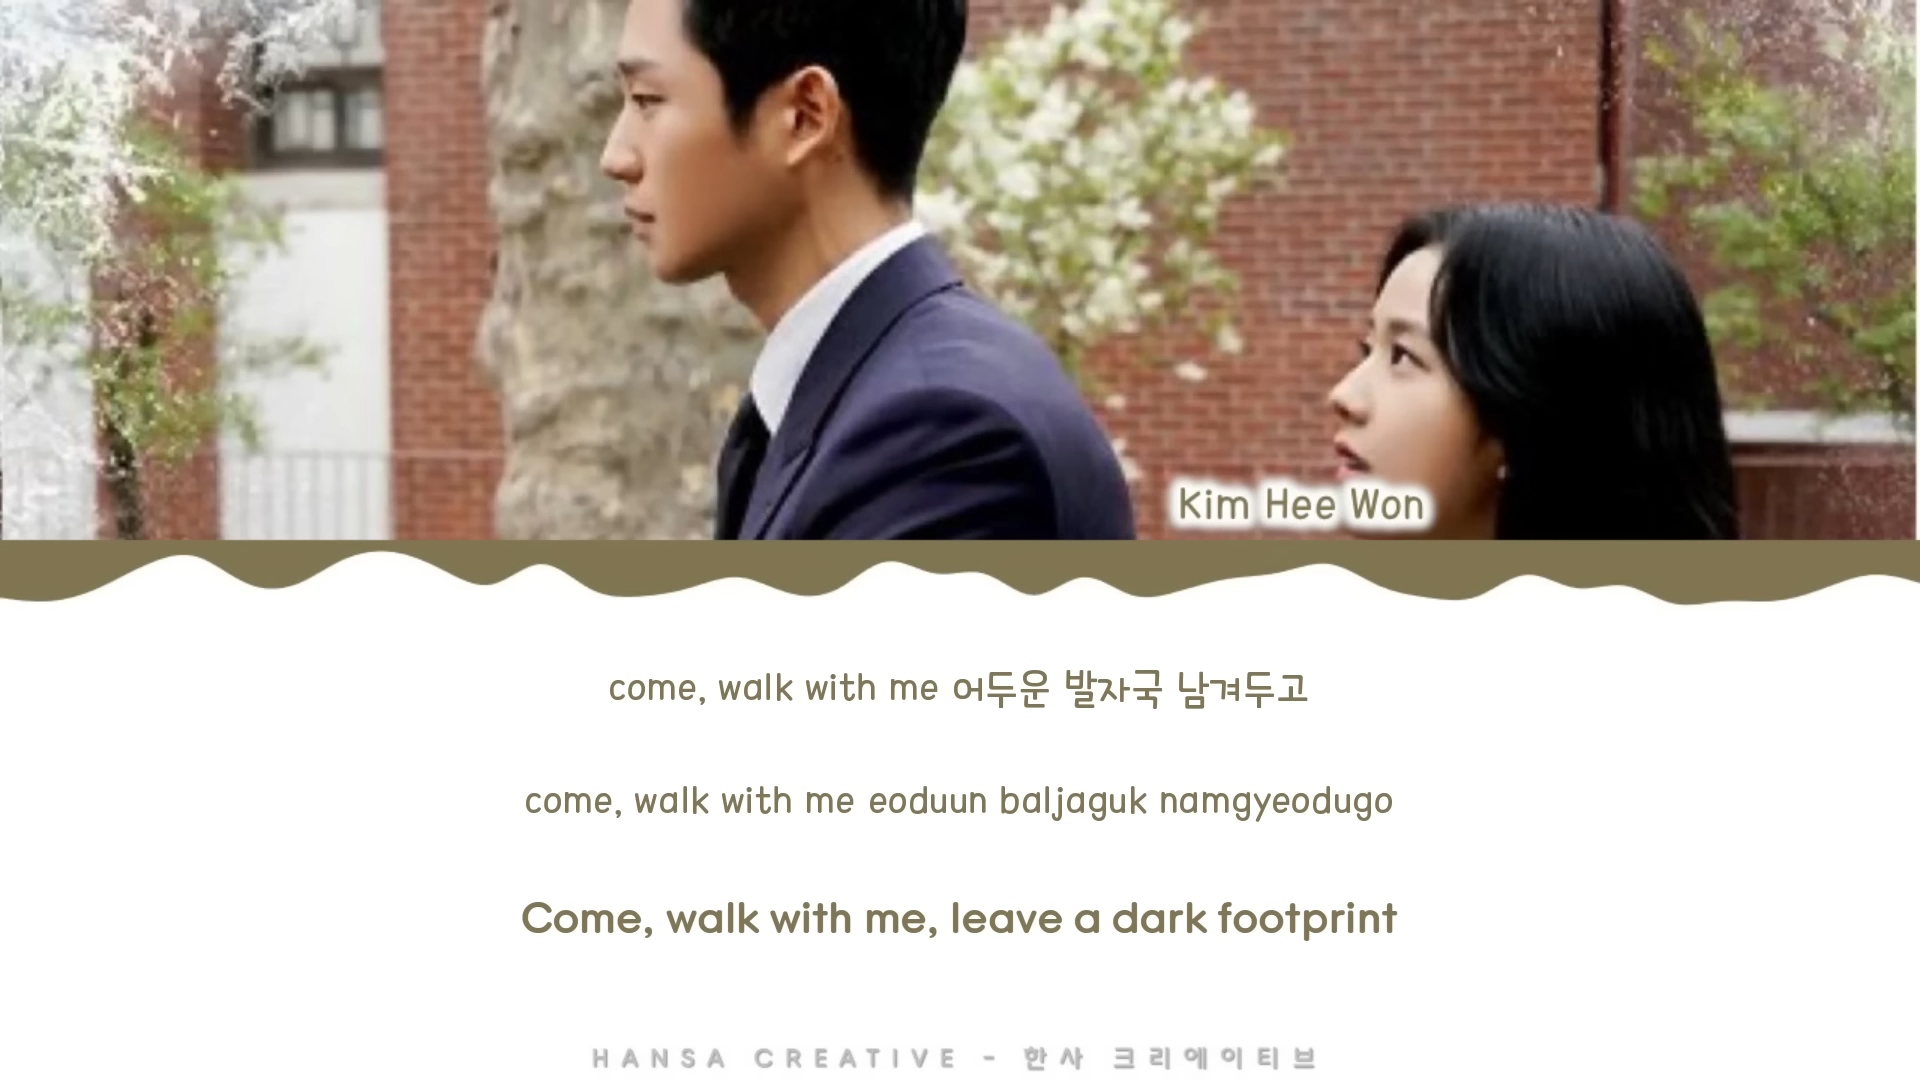 Kim Hee Won
come, walk with me 어두운 발자국 남겨두고
come, walk with me eoduun baljaguk namgyeodugo
Come, walk with me, leave a dark footprint
HANSA CREATIVE - 한사 크리에이티브